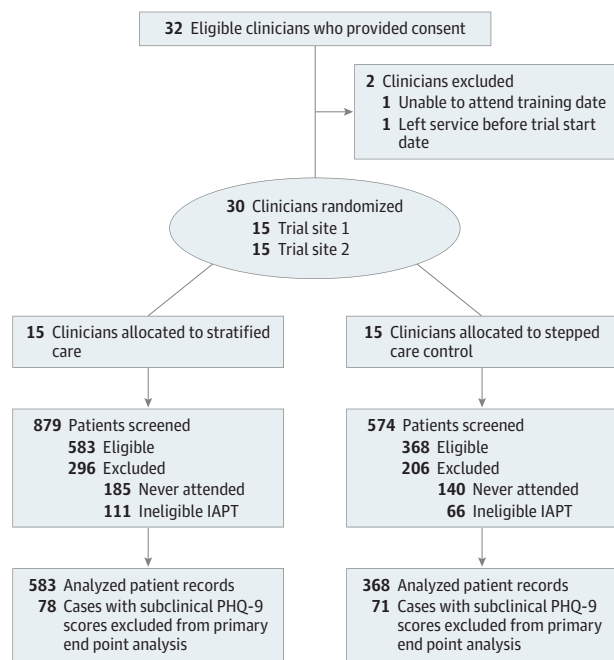 32 Eligible clinicians who provided consent
2 Clinicians excluded
1 Unable to attend training date
1 Left service before trial start
date
30 Clinicians randomized
15 Trial site 1
15 Trial site 2
15 Clinicians allocated to stratified
care
15 Clinicians allocated to stepped
care control
879 Patients screened
583 Eligible
296 Excluded
185 Never attended
111 Ineligible IAPT
574 Patients screened
368 Eligible
206 Excluded
140 Never attended
66 Ineligible IAPT
583 Analyzed patient records
78 Cases with subclinical PHQ-9
scores excluded from primary
end point analysis
368 Analyzed patient records
71 Cases with subclinical PHQ-9
scores excluded from primary
end point analysis